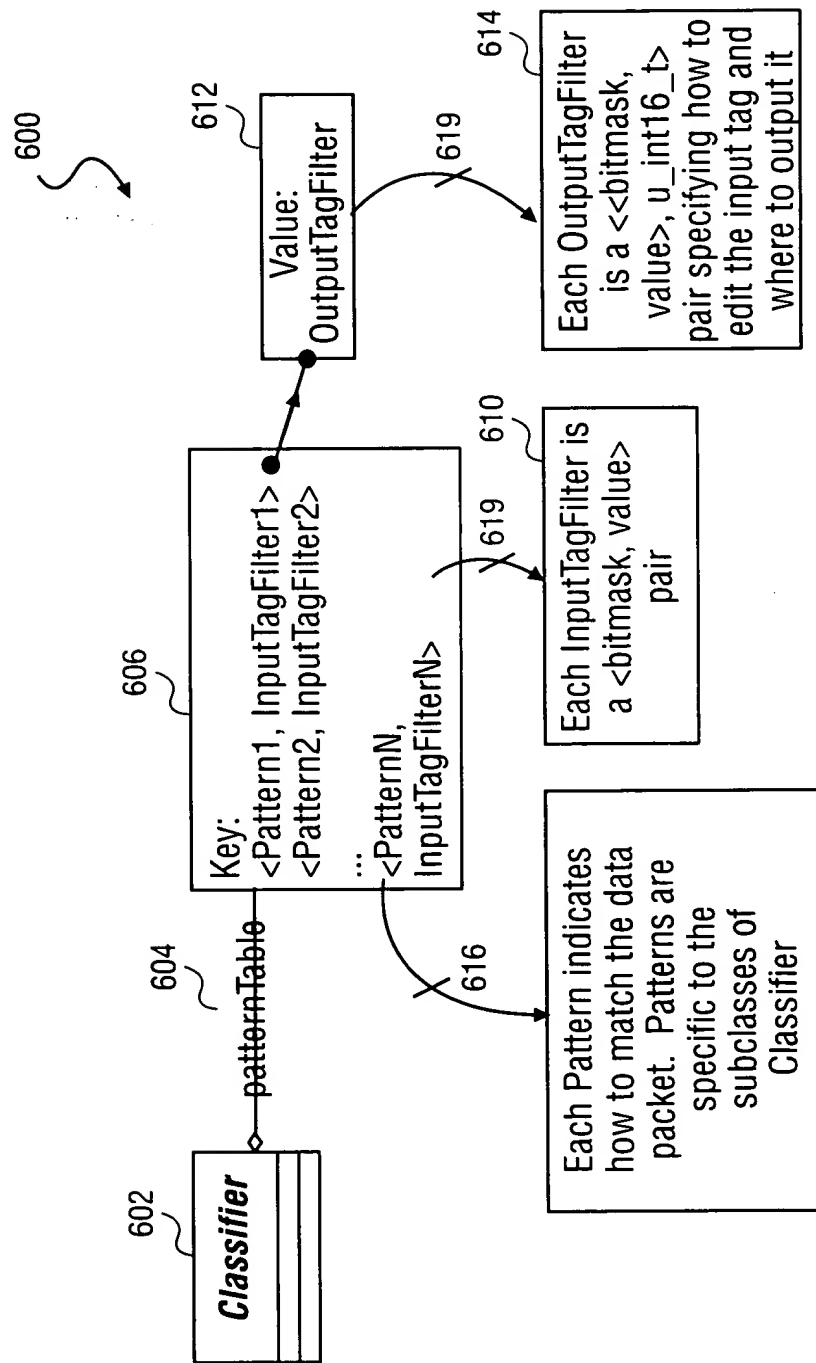 600
602
Classifier
604
patternTable
606
Key:
<Pattern1, InputTagFilter1>
<Pattern2, InputTagFilter2>
...
<PatternN,
InputTagFilterN>
612
Value:
OutputTagFilter
616
619
619
Each Pattern indicates
how to match the data
packet. Patterns are
specific to the
subclasses of
Classifier
610
Each InputTagFilter is
a <bitmask, value>
pair
614
Each OutputTagFilter
is a <<bitmask,
value>, u_int16_t>
pair specifying how to
edit the input tag and
where to output it